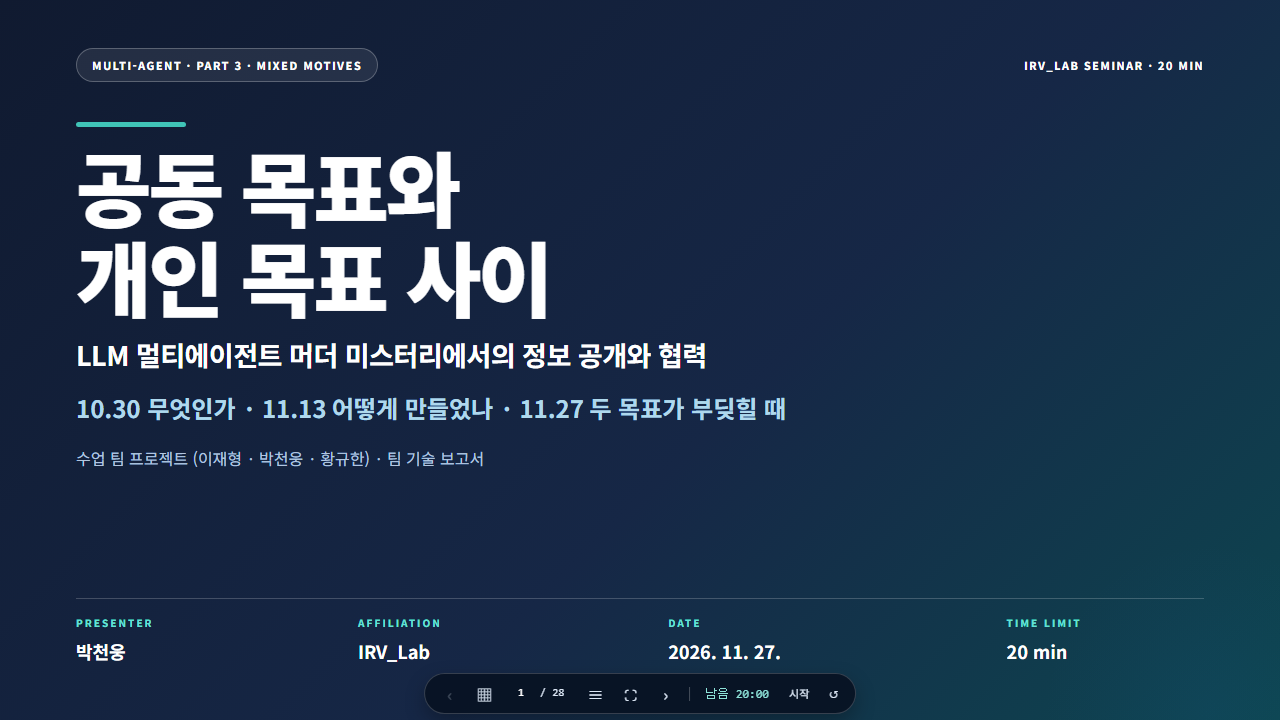 MULTI-AGENT · PART 3 · MIXED MOTIVES
IRV_LAB SEMINAR · 20 MIN
공동 목표와
개인 목표 사이
LLM 멀티에이전트 머더 미스터리에서의 정보 공개와 협력
10.30 무엇인가 · 11.13 어떻게 만들었나 · 11.27 두 목표가 부딪힐 때
수업 팀 프로젝트 (이재형 · 박천웅 · 황규한) · 팀 기술 보고서
PRESENTER
박천웅
AFFILIATION
IRV_Lab
DATE
2026. 11. 27.
TIME LIMIT
20 min
‹ 1 / 28 › 남음 20:00 시작 ↺